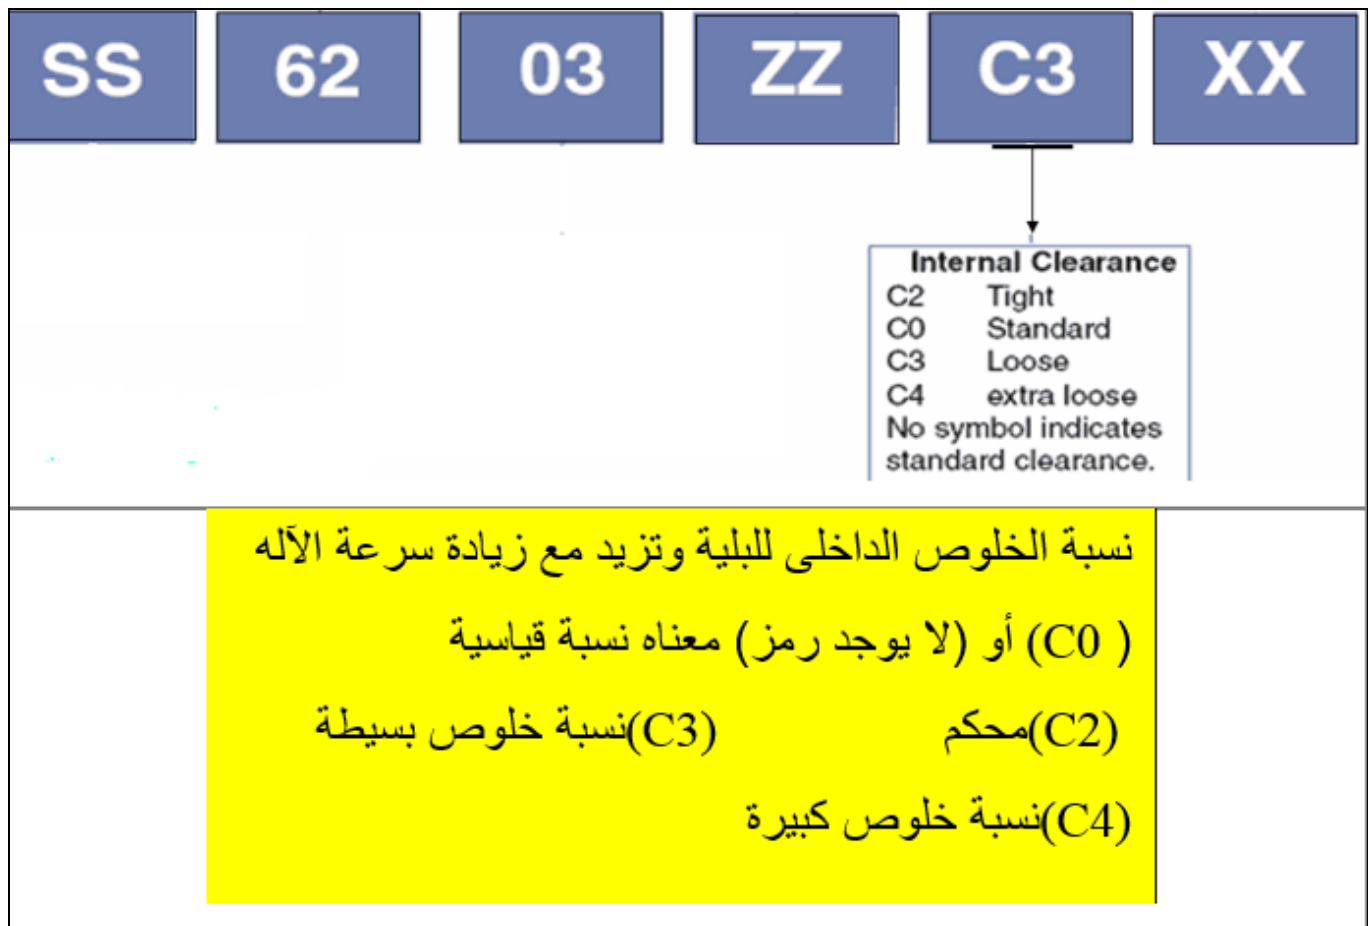 SS 62 03 ZZ C3 XX
Internal Clearance
C2 Tight
C0 Standard
C3 Loose
C4 extra loose
No symbol indicates
standard clearance.
نسبة الخلوص الداخلى للبلية وتزيد مع زيادة سرعة الآله
( C0) أو (لا يوجد رمز) معناه نسبة قياسية
(C2)محكم (C3)نسبة خلوص بسيطة
(C4)نسبة خلوص كبيرة